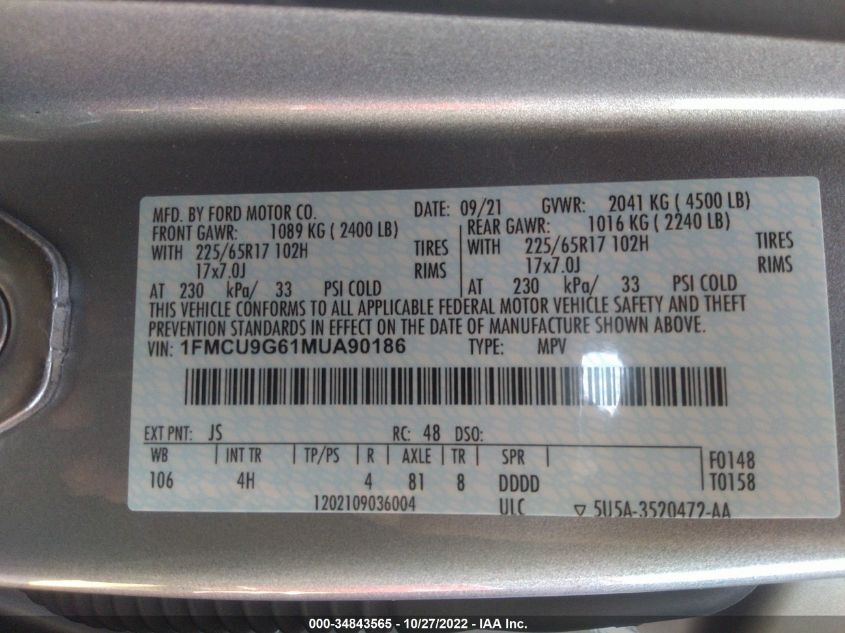 MFD. BY FORD MOTOR CO. DATE: 09/21 GVWR: 2041 KG ( 4500 LB)
FRONT GAWR: 1089 KG ( 2400 LB) REAR GAWR: 1016 KG ( 2240 LB)
WITH 225/65R17 102H TIRES WITH 225/65R17 102H TIRES
17x7.0J RIMS 17x7.0J RIMS
AT 230 kPa/ 33 PSI COLD AT 230 kPa/ 33 PSI COLD
THIS VEHICLE CONFORMS TO ALL APPLICABLE FEDERAL MOTOR VEHICLE SAFETY AND THEFT
PREVENTION STANDARDS IN EFFECT ON THE DATE OF MANUFACTURE SHOWN ABOVE.
VIN: 1FMCU9G61MUA90186 TYPE: MPV
EXT PNT: JS RC: 48 DSO:
WB INT TR TP/PS R AXLE TR SPR F0148
106 4H 4 81 8 DDDD T0158
1202109036004 ULC ▽ 5U5A-3520472-AA
000-34843565 | 10/27/2022 - IAA Inc.